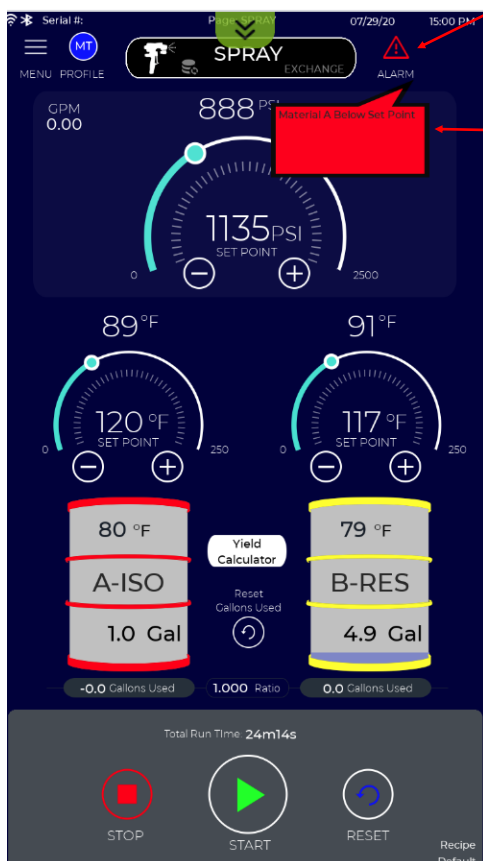 Serial #: Page: SPRAY 07/29/20 15:00 PM
MT
MENU PROFILE
SPRAY
EXCHANGE
ALARM
GPM
0.00
888
Material A Below Set Point
1135PSI
SET POINT
0
2500
89°F
91°F
120 °F
SET POINT
0
250
117 °F
SET POINT
0
250
80 °F
A-ISO
1.0 Gal
Yield
Calculator
Reset
Gallons Used
79 °F
B-RES
4.9 Gal
-0.0 Gallons Used
1.000 Ratio
0.0 Gallons Used
Total Run Time 24m14s
STOP
START
RESET
Recipe
Default